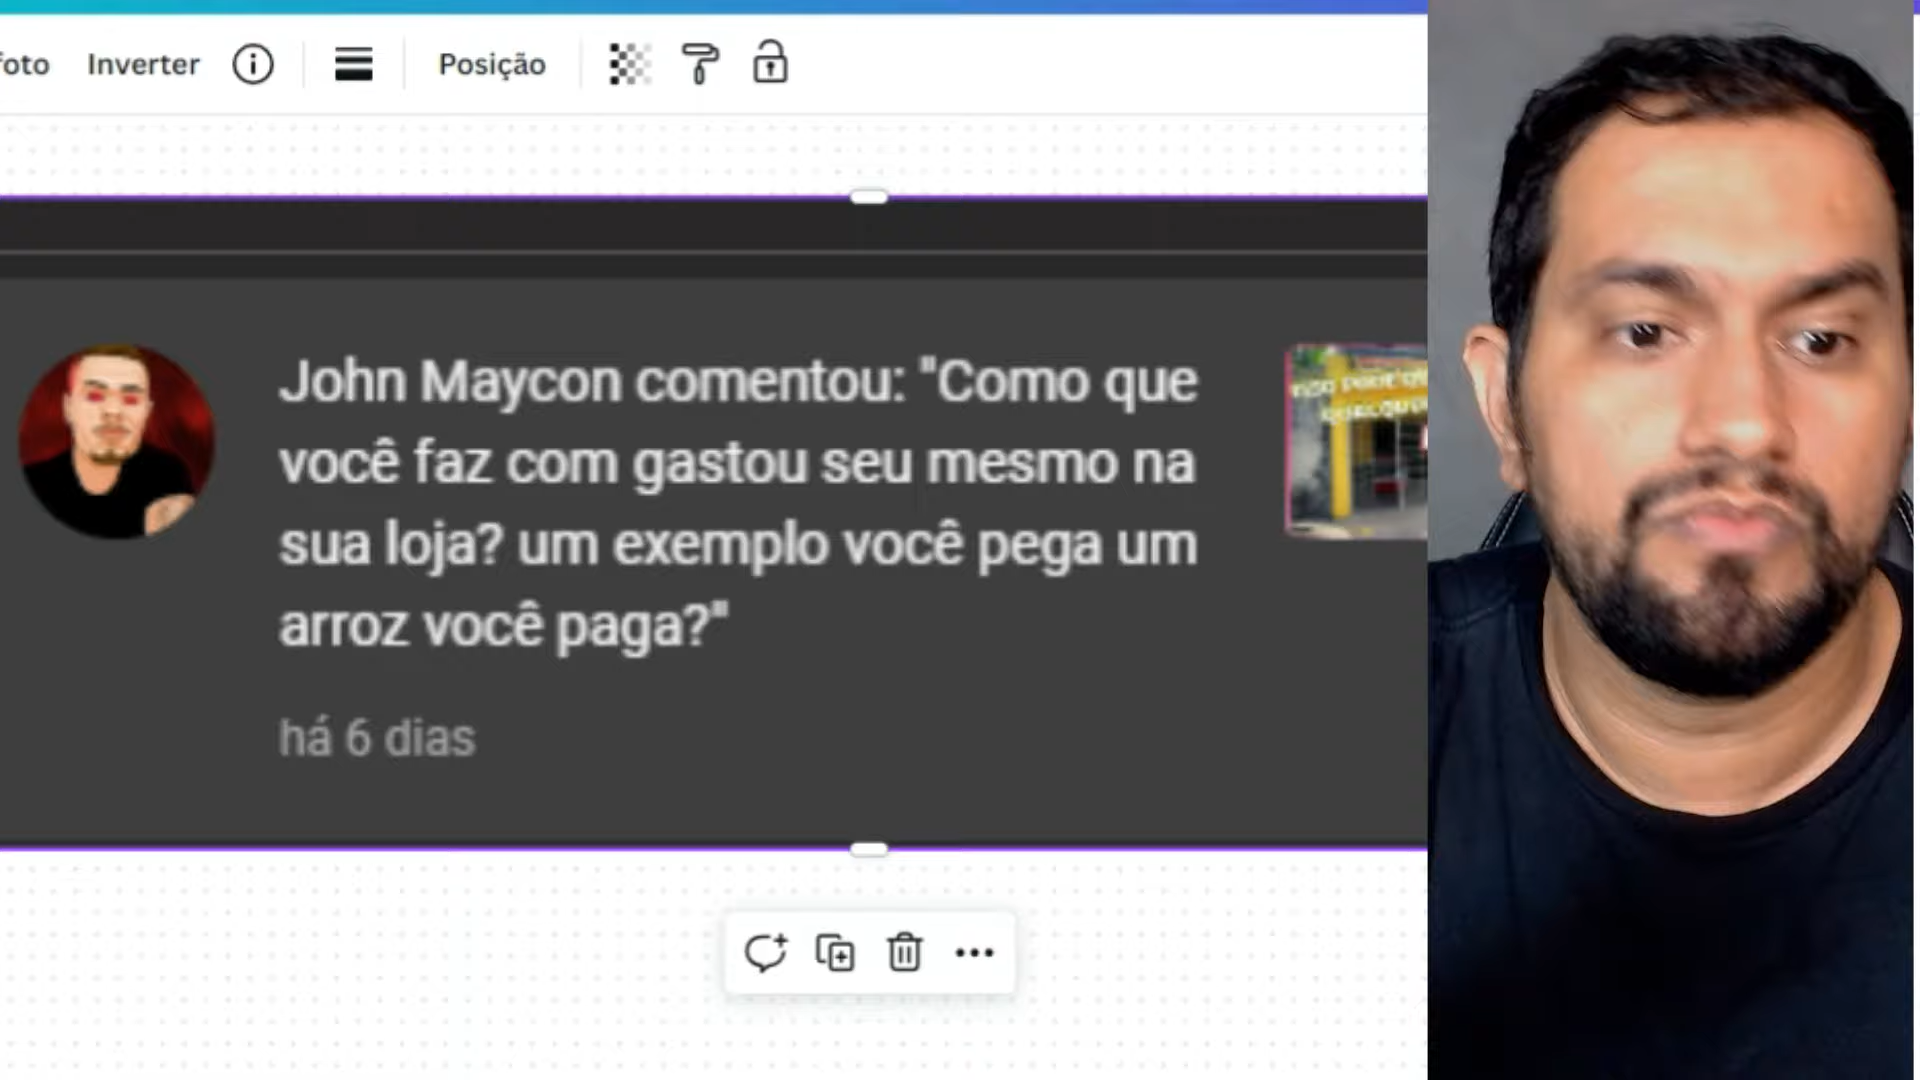 foto Inverter Posição
John Maycon comentou: "Como que
você faz com gastou seu mesmo na
sua loja? um exemplo você pega um
arroz você paga?"
há 6 dias